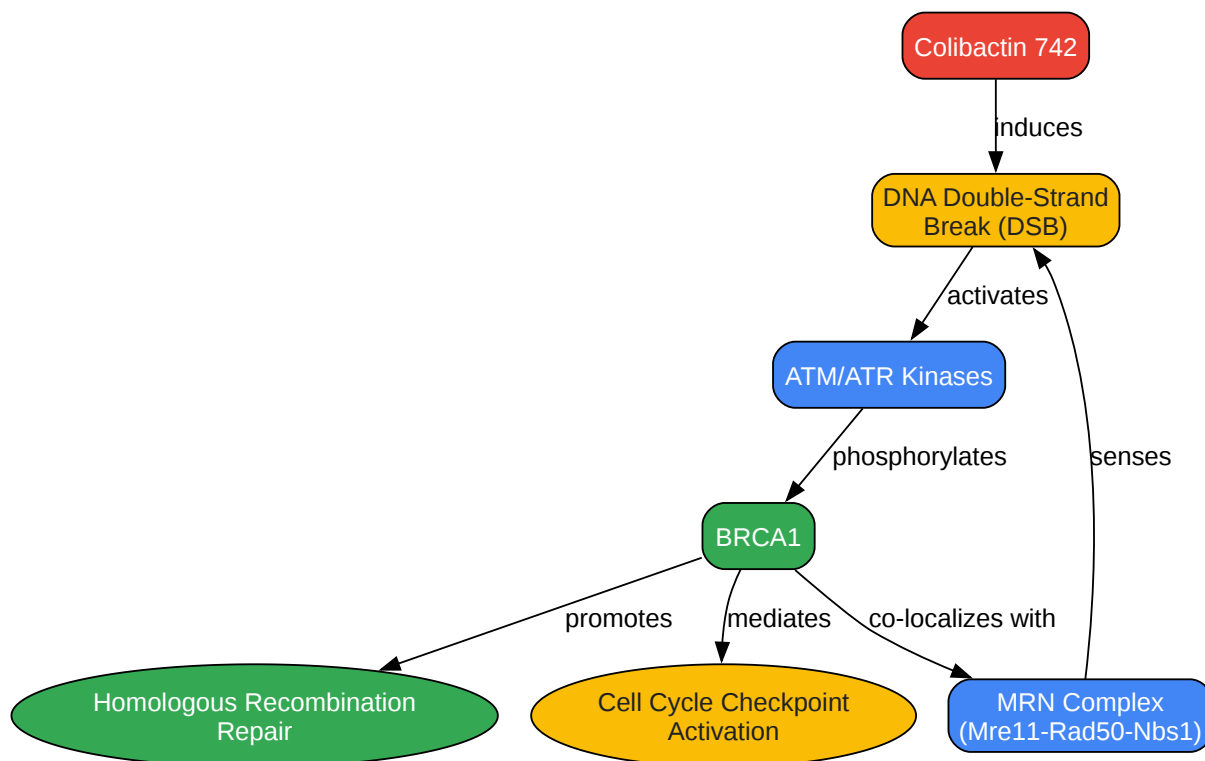 Colibactin 742
induces
DNA Double-Strand
Break (DSB)
activates
ATM/ATR Kinases
phosphorylates
senses
BRCA1
promotes
mediates
co-localizes with
Homologous Recombination
Repair
Cell Cycle Checkpoint
Activation
MRN Complex
(Mre11-Rad50-Nbs1)